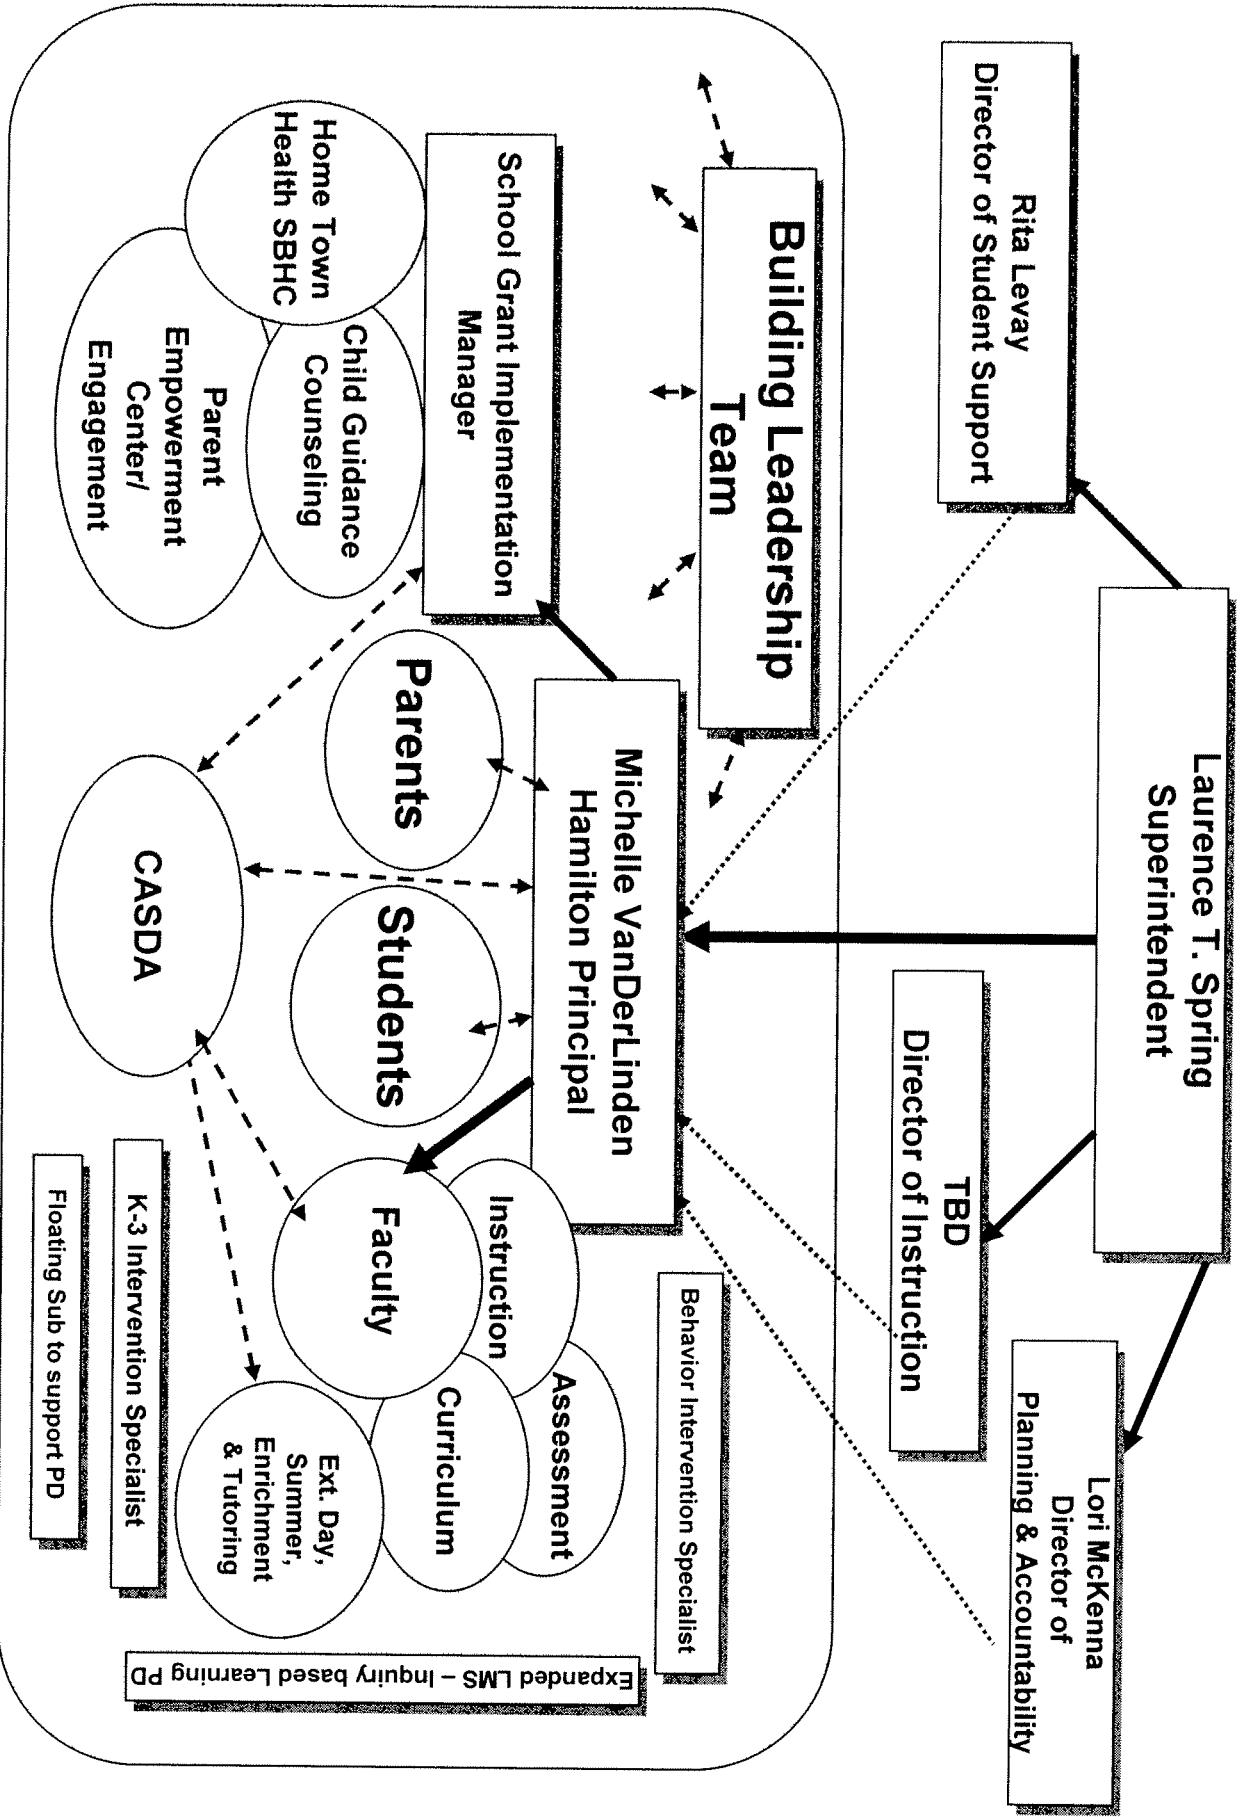 Laurence T. Spring
Superintendent
Rita Levay
Director of Student Support
TBD
Director of Instruction
Lori McKenna
Director of
Planning & Accountability
Building Leadership
Team
Michelle VanDerLinden
Hamilton Principal
Behavior Intervention Specialist
School Grant Implementation
Manager
Parents
Students
Instruction
Assessment
Faculty
Curriculum
Home Town
Health SBHC
Child Guidance
Counseling
Parent
Empowerment
Center/
Engagement
CASDA
Ext. Day,
Summer,
Enrichment
& Tutoring
K-3 Intervention Specialist
Floating Sub to support PD
Expanded LMS – Inquiry based Learning PD